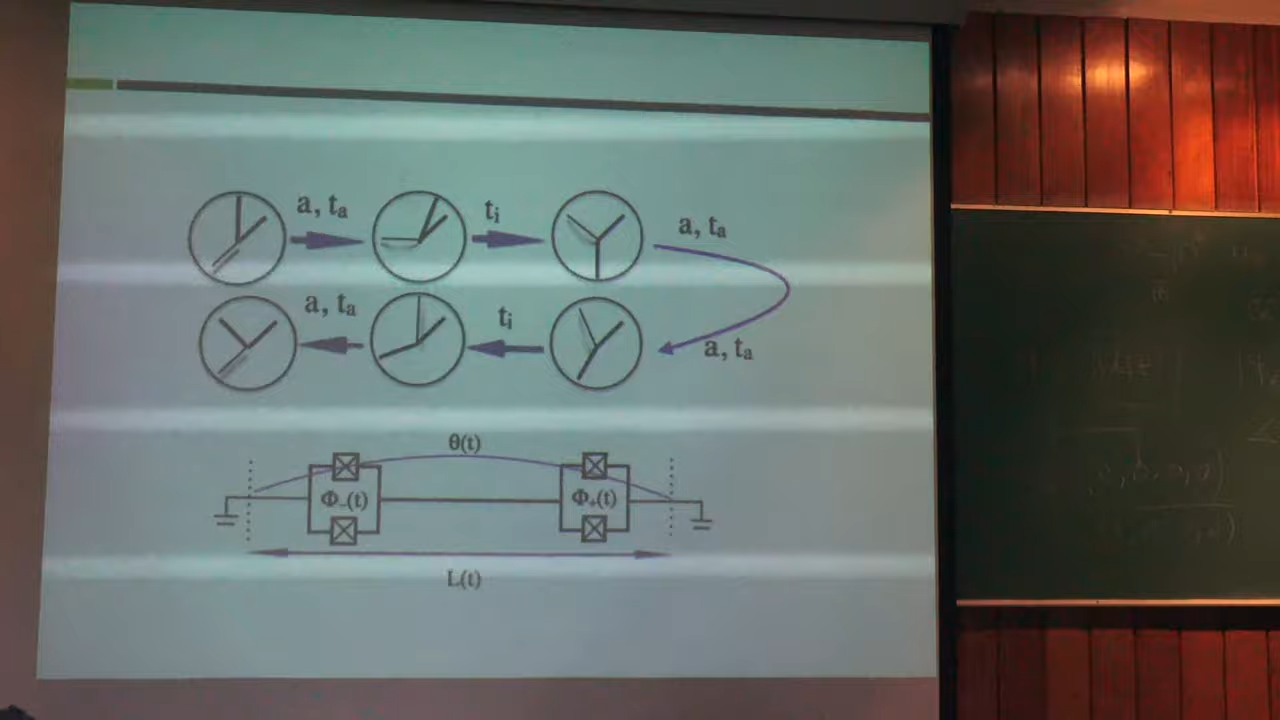 a, tₐ
tᵢ
a, tₐ
a, tₐ
tᵢ
a, tₐ
θ(t)
Φ₋(t)
Φ₊(t)
L(t)